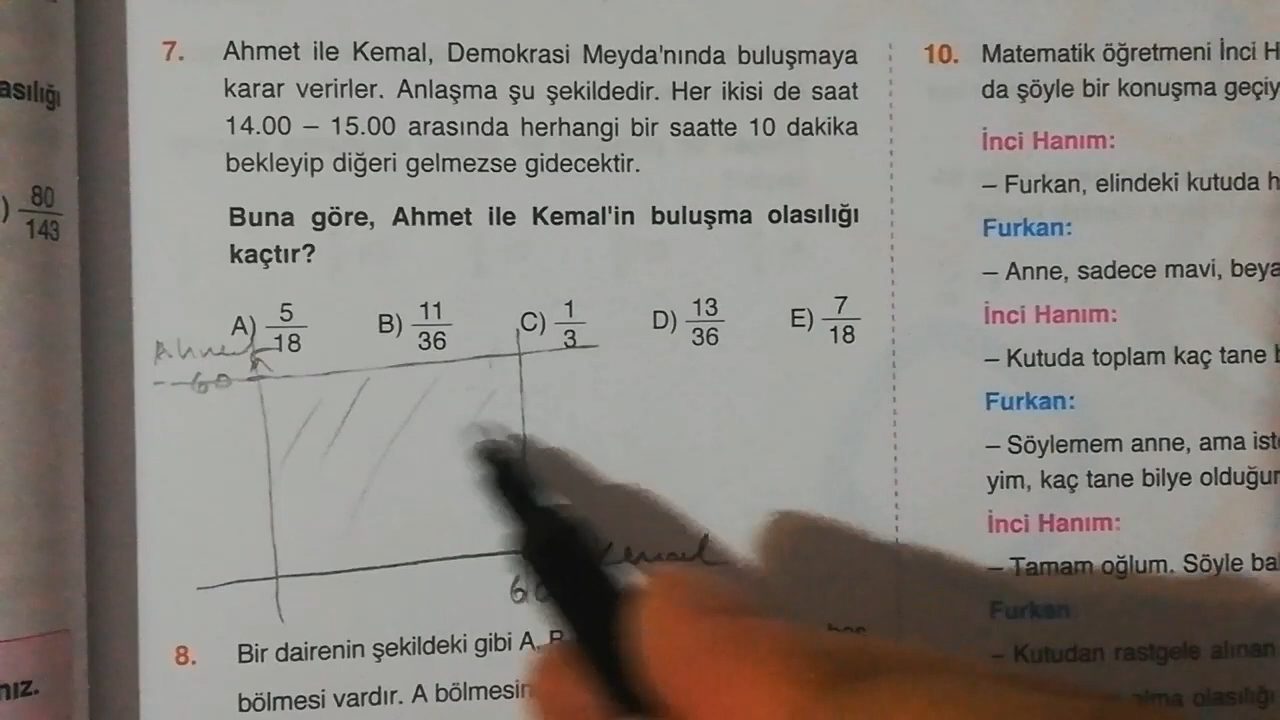 asılığı
) 80
143
nız.
7. Ahmet ile Kemal, Demokrasi Meyda'nında buluşmaya
karar verirler. Anlaşma şu şekildedir. Her ikisi de saat
14.00 – 15.00 arasında herhangi bir saatte 10 dakika
bekleyip diğeri gelmezse gidecektir.
Buna göre, Ahmet ile Kemal'in buluşma olasılığı
kaçtır?
A) 5/18 B) 11/36 C) 1/3 D) 13/36 E) 7/18
Ahmet
60
Kemal
60
8. Bir dairenin şekildeki gibi A, B
bölmesi vardır. A bölmesin
10. Matematik öğretmeni İnci H
da şöyle bir konuşma geçiy
İnci Hanım:
– Furkan, elindeki kutuda h
Furkan:
– Anne, sadece mavi, beya
İnci Hanım:
– Kutuda toplam kaç tane b
Furkan:
– Söylemem anne, ama iste
yim, kaç tane bilye olduğun
İnci Hanım:
– Tamam oğlum. Söyle ba
Furkan
– Kutudan rastgele alınan
olasılığı